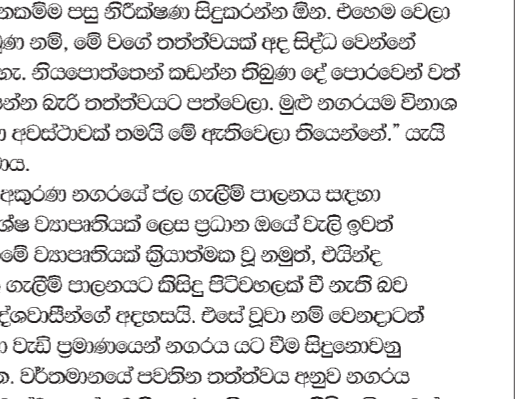 නකම්ම පසු නිරීක්ෂණ සිදුකරන්න ඕන. එහෙම වෙලා
නම්, මේ වගේ තත්ත්වයක් අද සිද්ධ වෙන්නේ
නියපොත්තෙන් කඩන්න තිබුණ දේ පොරවෙන් වත්
බැරි තත්ත්වයට පත්වෙලා. මුළු නගරයම විනාශ
අවස්ථාවක් තමයි මේ ඇතිවෙලා තියෙන්නේ.” යැයි
අකුරණ නගරයේ ජල ගැලීම් පාලනය සඳහා
ව්‍යාපෘතියක් ලෙස ප්‍රධාන ඔයේ වැලි ඉවත්
මේ ව්‍යාපෘතියක් ක්‍රියාත්මක වූ නමුත්, එයින්ද
ගැලීම් පාලනයට කිසිදු පිටිවහලක් වී නැති බව
දේශවාසීන්ගේ අදහසයි. එසේ වූවා නම් වෙනදාටත්
වැඩි ප්‍රමාණයෙන් නගරය යට වීම සිදුනොවනු
වර්තමානයේ පවතින තත්ත්වය අනුව නගරය